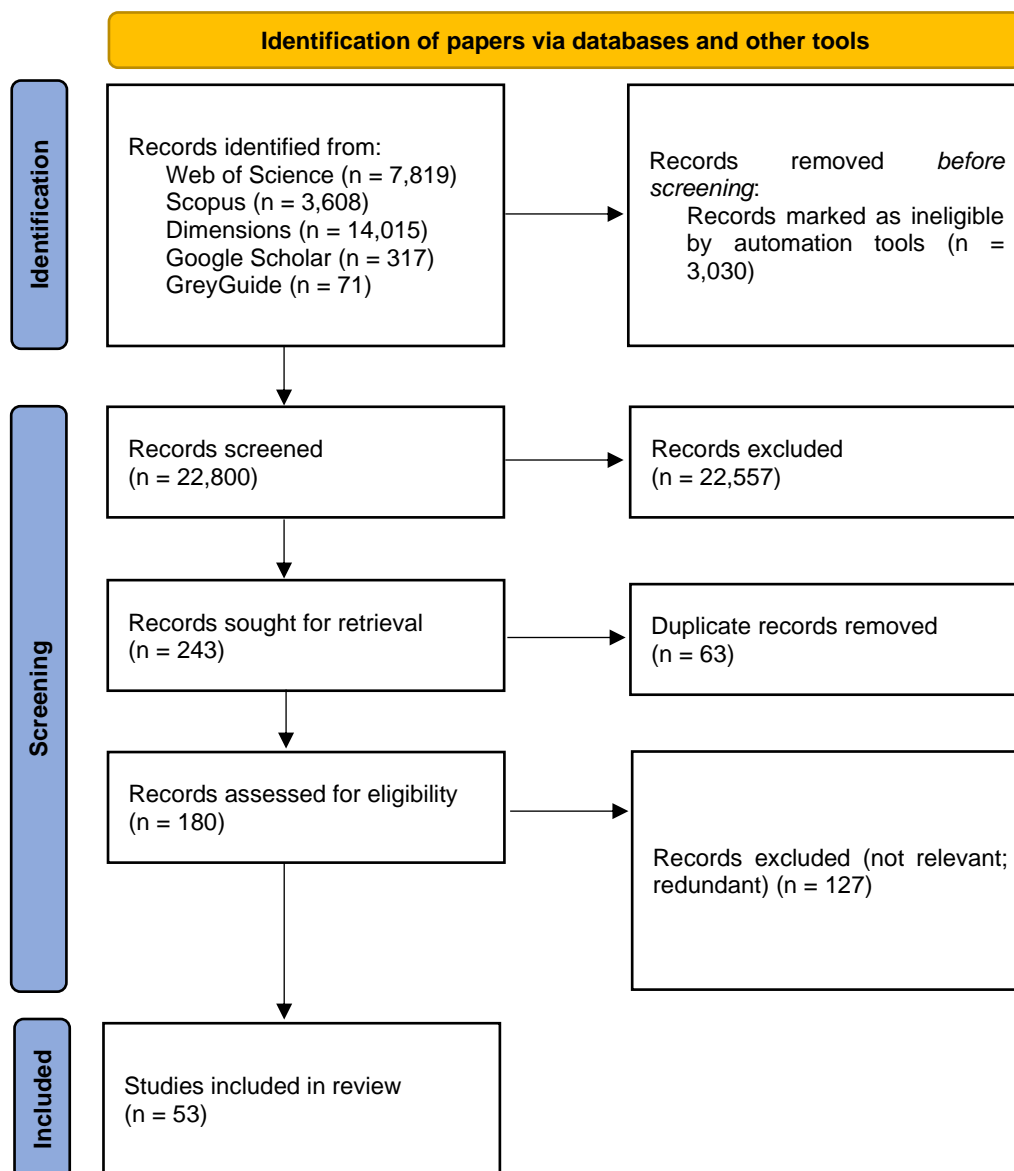 Identification of papers via databases and other tools
Identification
Records identified from:
Web of Science (n = 7,819)
Scopus (n = 3,608)
Dimensions (n = 14,015)
Google Scholar (n = 317)
GreyGuide (n = 71)
Records removed before
screening:
Records marked as ineligible
by automation tools (n =
3,030)
Screening
Records screened
(n = 22,800)
Records excluded
(n = 22,557)
Records sought for retrieval
(n = 243)
Duplicate records removed
(n = 63)
Records assessed for eligibility
(n = 180)
Records excluded (not relevant;
redundant) (n = 127)
Included
Studies included in review
(n = 53)